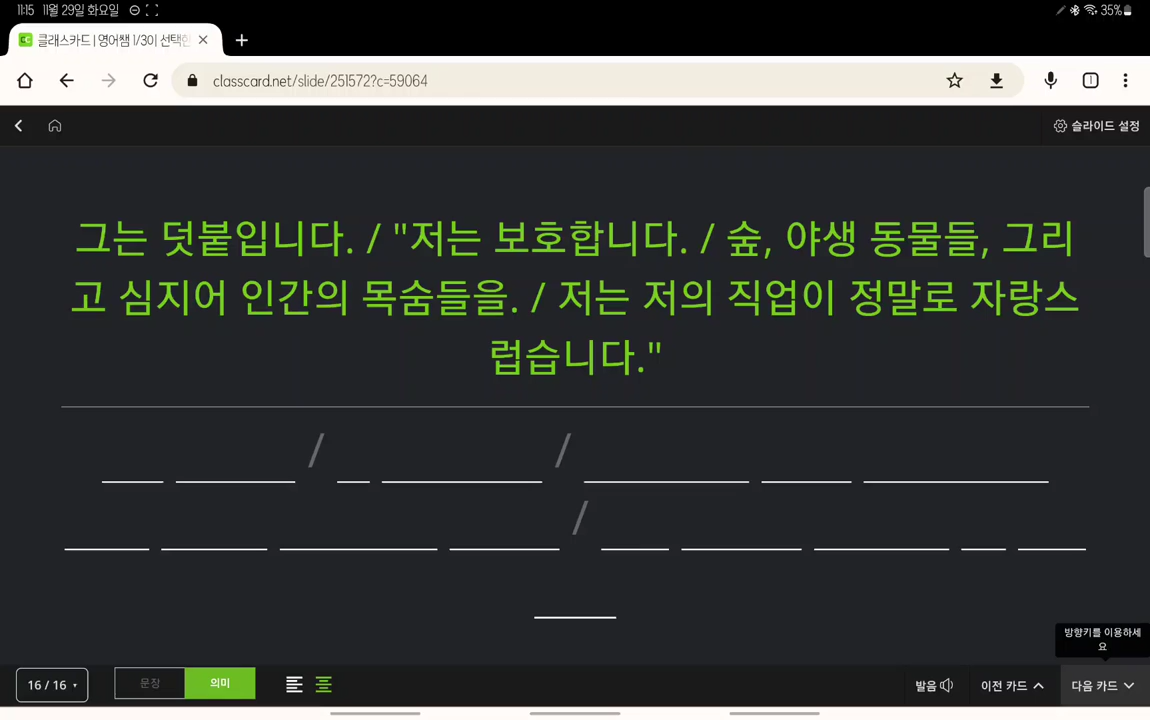 11:15 11월 29일 화요일 35%
클래스카드 | 영어쌤 1/3이 선택한
classcard.net/slide/251572?c=59064
슬라이드 설정
그는 덧붙입니다. / "저는 보호합니다. / 숲, 야생 동물들, 그리
고 심지어 인간의 목숨들을. / 저는 저의 직업이 정말로 자랑스
럽습니다."
/ /
/
방향키를 이용하세
요
16 / 16 문장 의미 발음 이전 카드 다음 카드